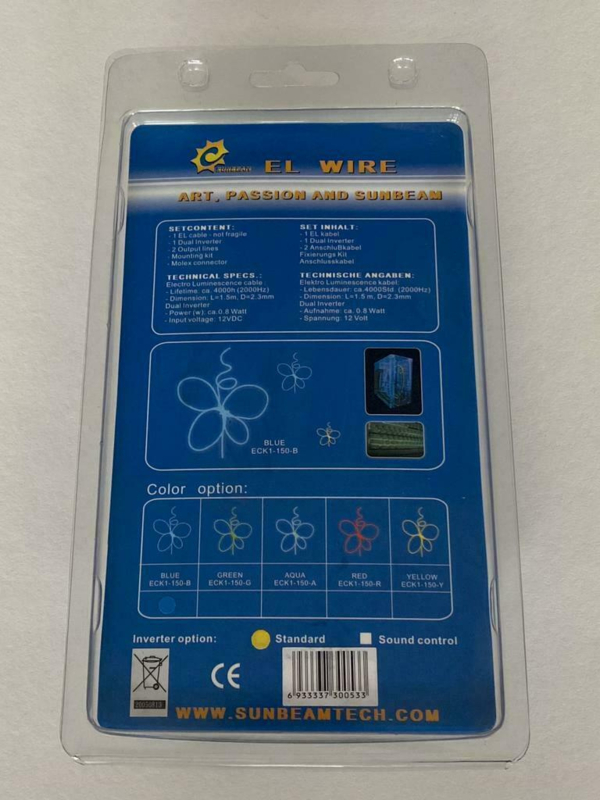 SUNBEAM EL WIRE
ART, PASSION AND SUNBEAM
SETCONTENT:
- 1 EL cable - not fragile
- 1 Dual Inverter
- 2 Output lines
- Mounting kit
- Molex connector
TECHNICAL SPECS.:
Electro Luminescence cable
- Lifetime: ca. 4000h (2000Hz)
- Dimension: L=1.5m, D=2.3mm
Dual Inverter
- Power (w): ca.0.8 Watt
- Input voltage: 12VDC
SET INHALT:
- 1 EL kabel
- 1 Dual Inverter
- 2 Anschlußkabel
Fixierungs Kit
Anschlusskabel
TECHNISCHE ANGABEN:
Elektro Luminescence kabel:
- Lebensdauer: ca. 4000Std (2000Hz)
- Dimension: L=1.5 m, D=2.3mm
Dual Inverter
- Aufnahme: ca. 0.8 Watt
- Spannung: 12 Volt
BLUE
ECK1-150-B
Color option:
BLUE
ECK1-150-B
GREEN
ECK1-150-G
AQUA
ECK1-150-A
RED
ECK1-150-R
YELLOW
ECK1-150-Y
Inverter option: Standard Sound control
CE
6 933337 300533
WWW.SUNBEAMTECH.COM